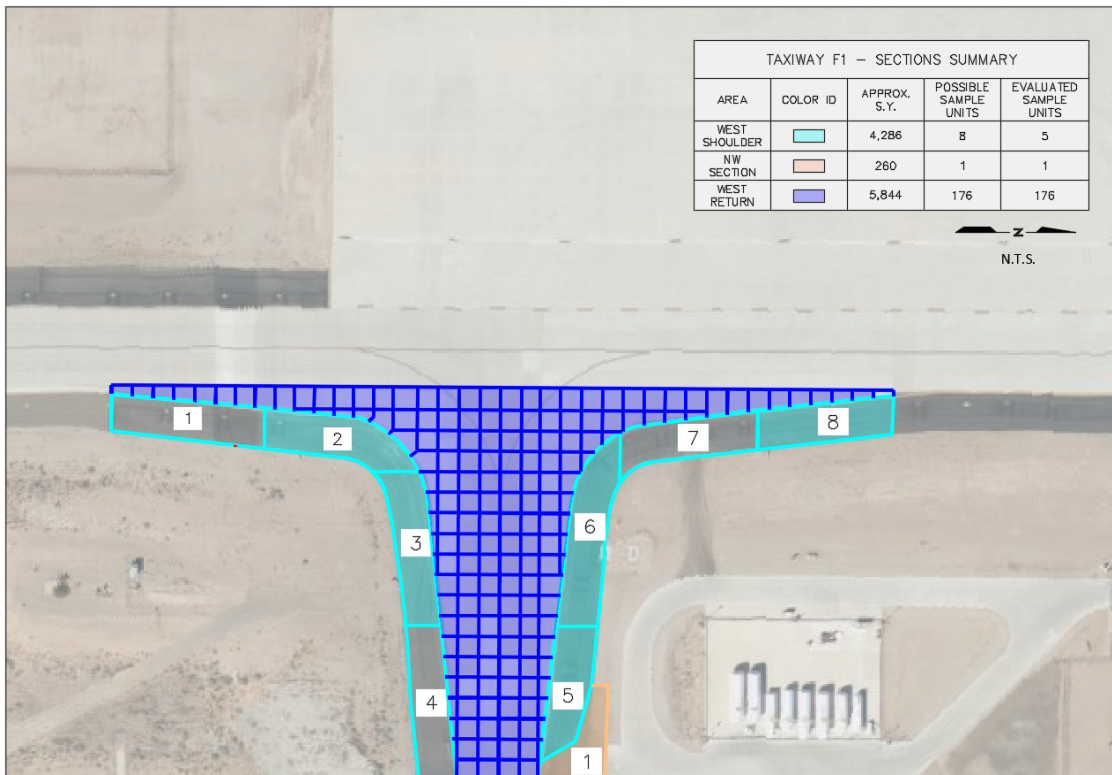 TAXIWAY F1 – SECTIONS SUMMARY
AREA COLOR ID APPROX. S.Y. POSSIBLE SAMPLE UNITS EVALUATED SAMPLE UNITS
WEST SHOULDER 4,286 8 5
NW SECTION 260 1 1
WEST RETURN 5,844 176 176
Z
N.T.S.
1
2
7
8
3
6
4
5
1